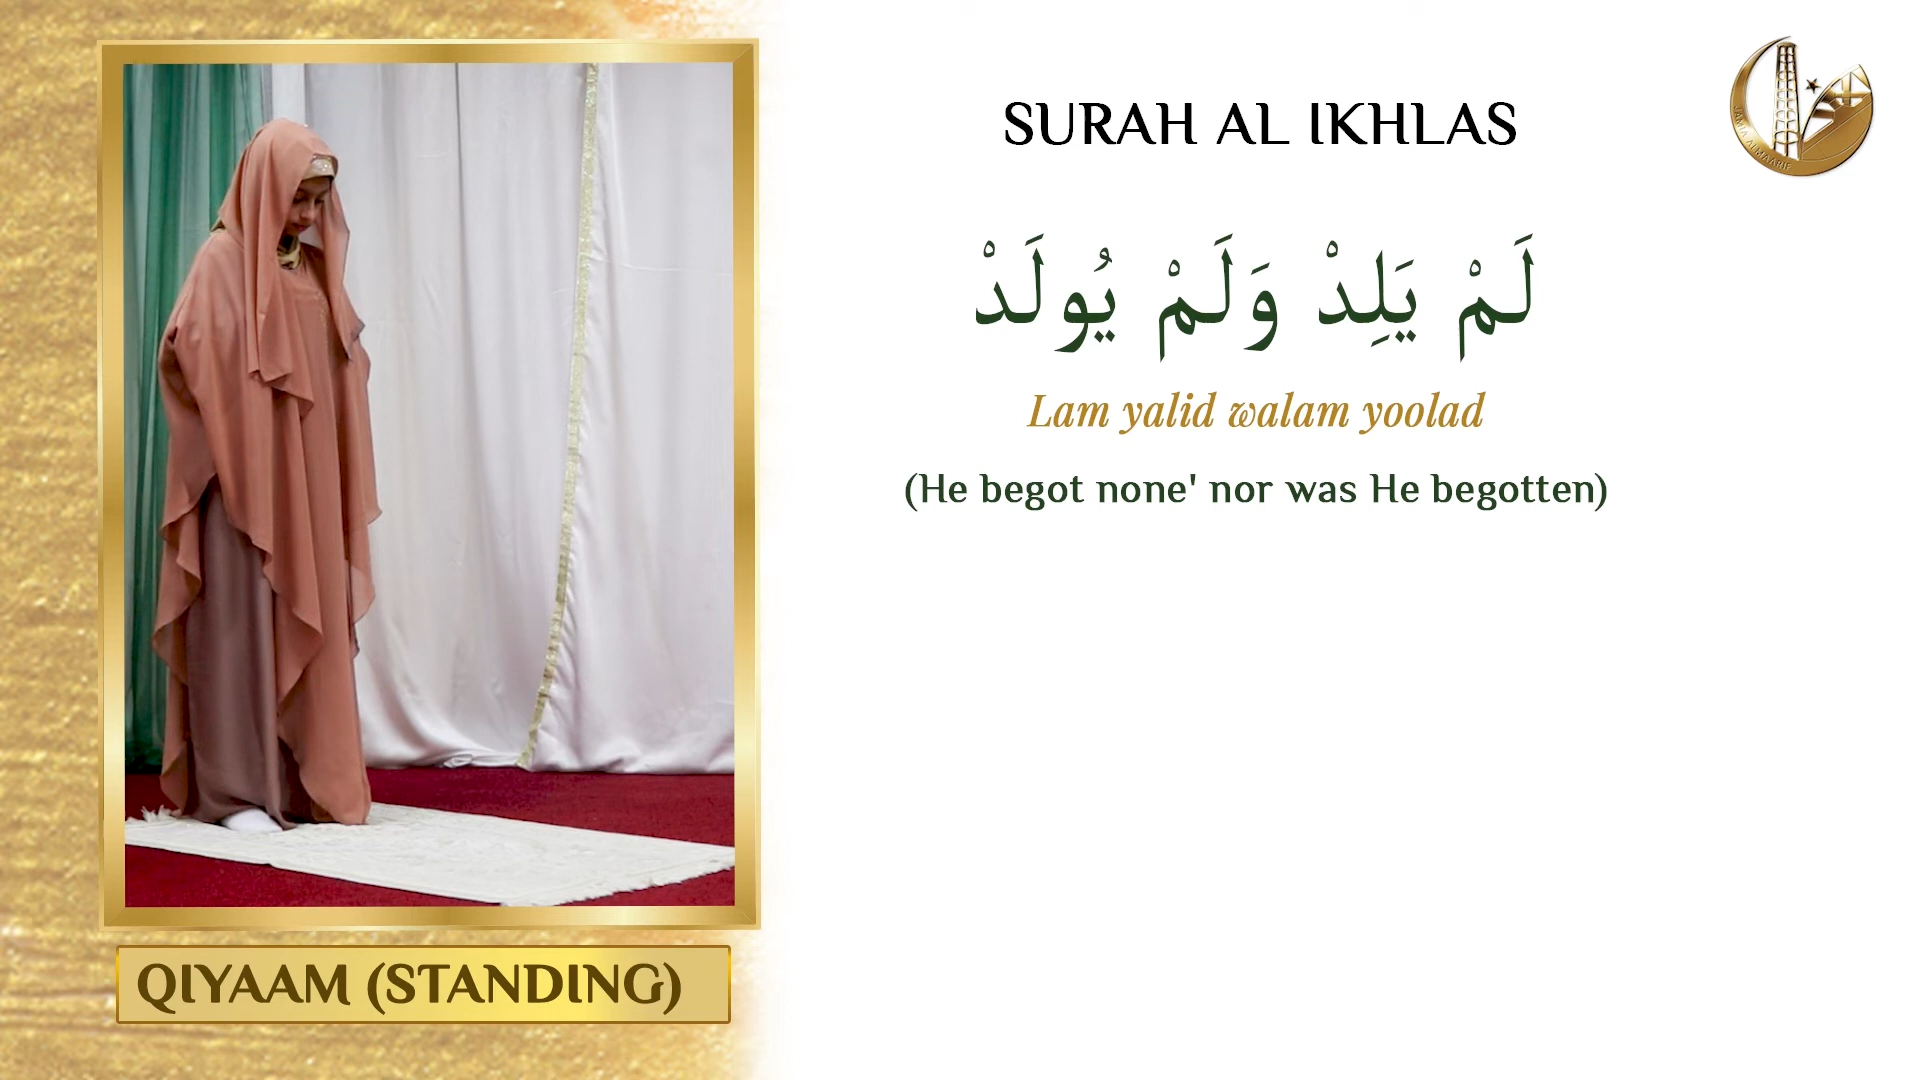 SURAH AL IKHLAS
لَمْ يَلِدْ وَلَمْ يُولَدْ
Lam yalid walam yoolad
(He begot none' nor was He begotten)
QIYAAM (STANDING)